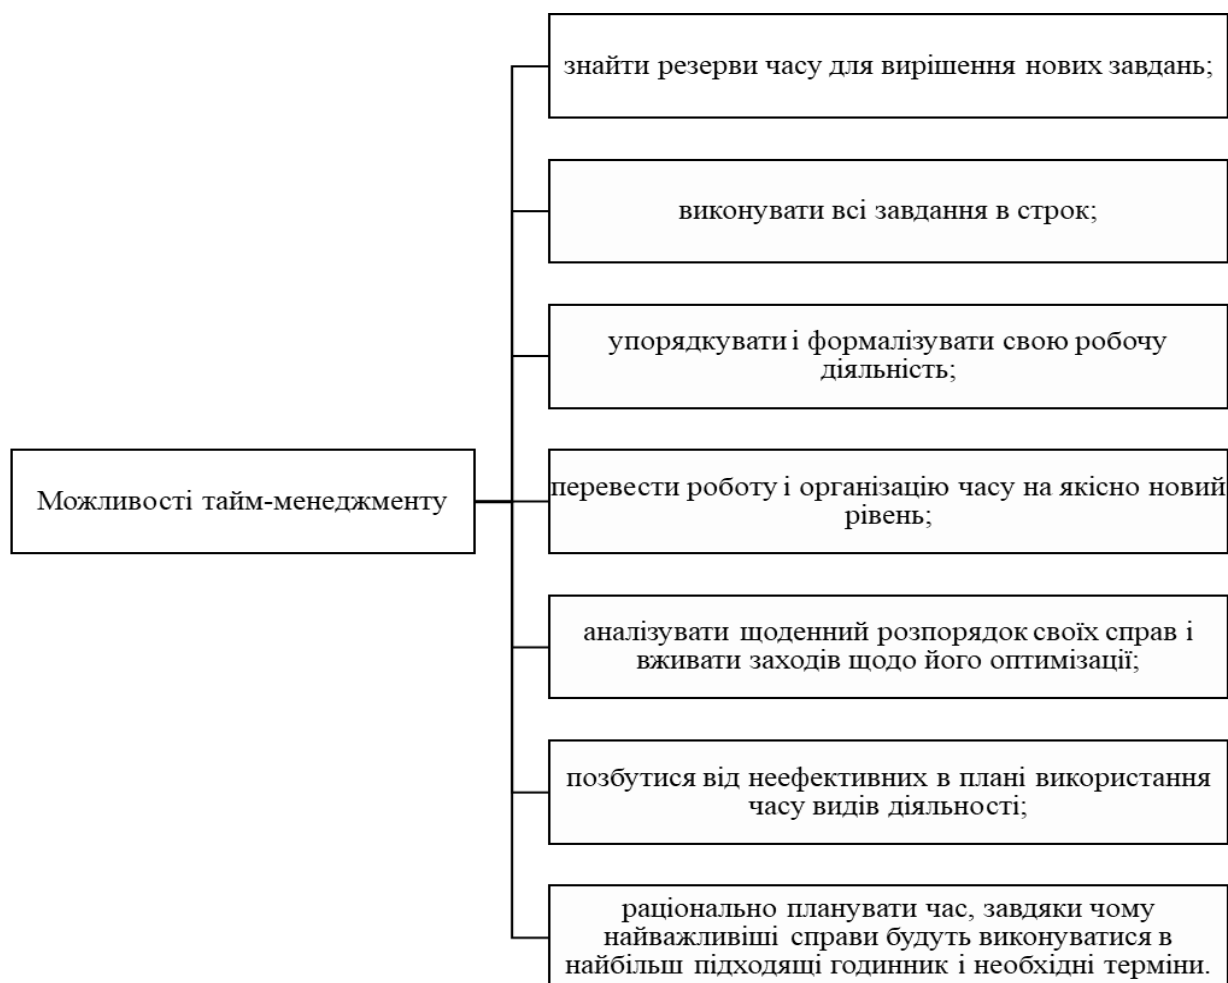 знайти резерви часу для вирішення нових завдань;
виконувати всі завдання в строк;
упорядкувати і формалізувати свою робочу
діяльність;
Можливості тайм-менеджменту
перевести роботу і організацію часу на якісно новий
рівень;
аналізувати щоденний розпорядок своїх справ і
вживати заходів щодо його оптимізації;
позбутися від неефективних в плані використання
часу видів діяльності;
раціонально планувати час, завдяки чому
найважливіші справи будуть виконуватися в
найбільш підходящі годинник і необхідні терміни.